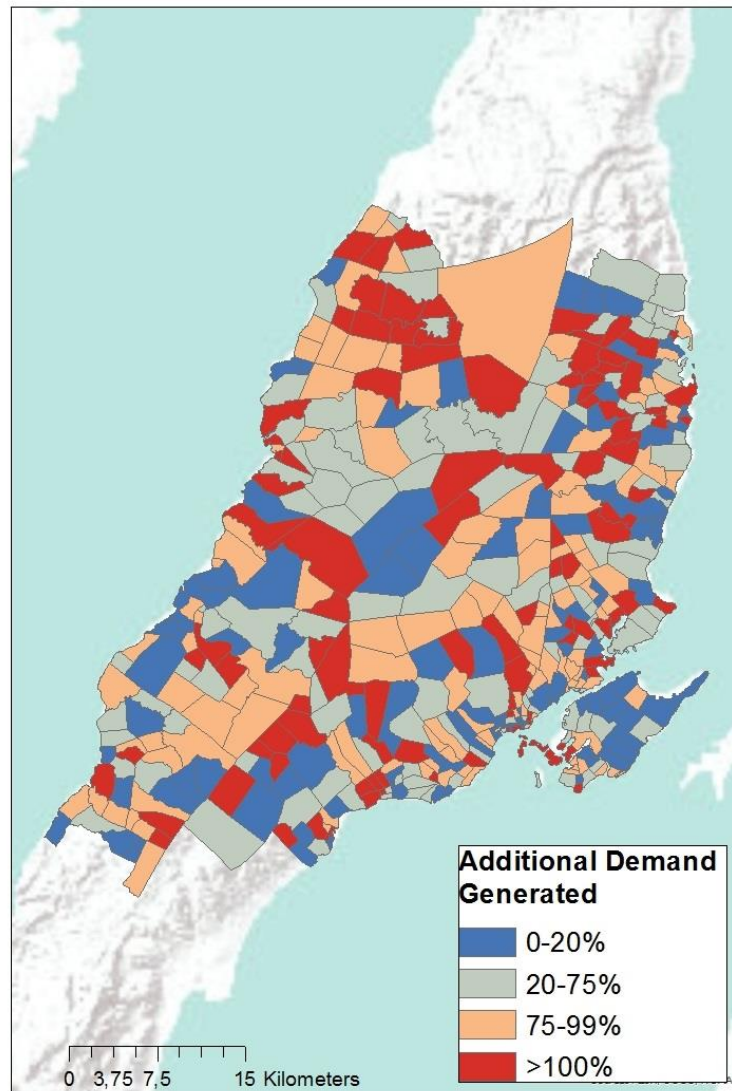 Additional Demand
Generated
0-20%
20-75%
75-99%
>100%
0 3,75 7,5 15 Kilometers